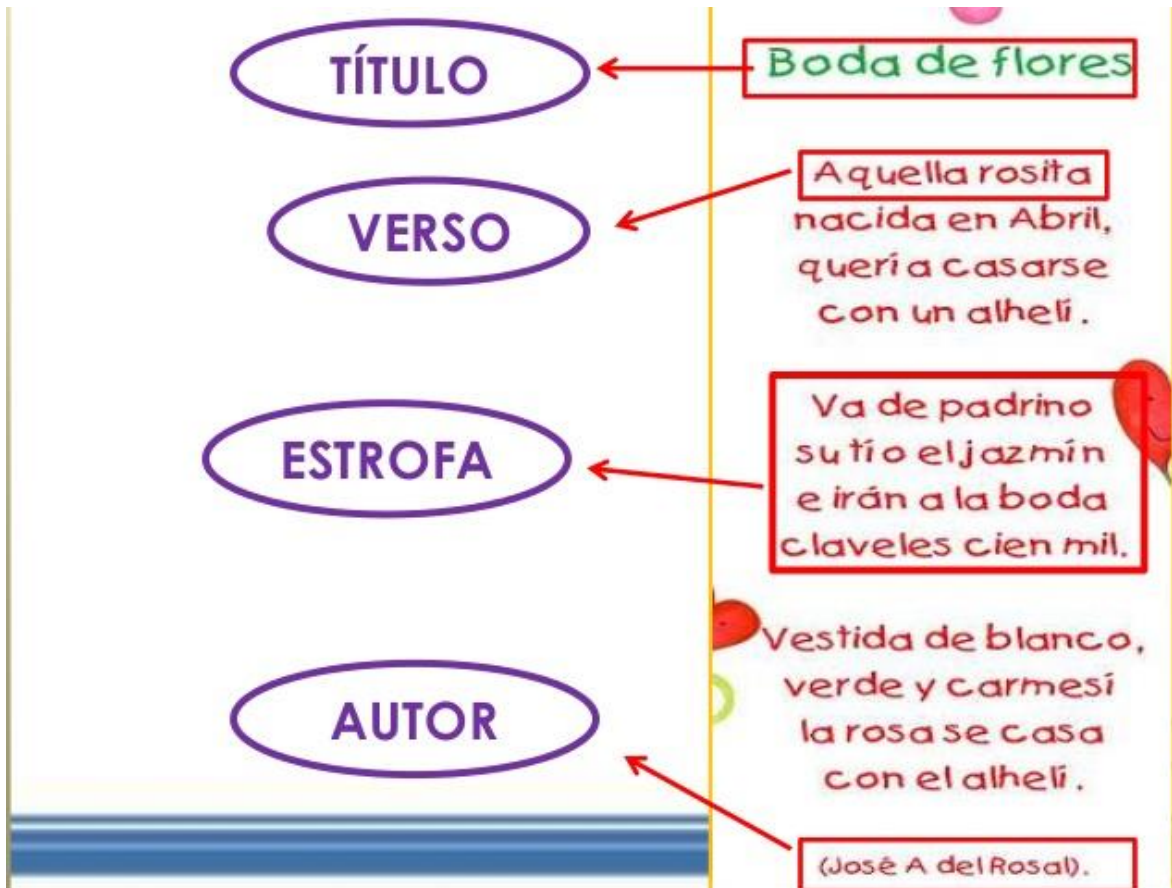 TÍTULO
Boda de flores
VERSO
Aquella rosita
nacida en Abril,
quería casarse
con un alhelí.
ESTROFA
Va de padrino
su tío el jazmín
e irán a la boda
claveles cien mil.
AUTOR
Vestida de blanco,
verde y carmesí
la rosa se casa
con el alhelí.
(José A del Rosal).